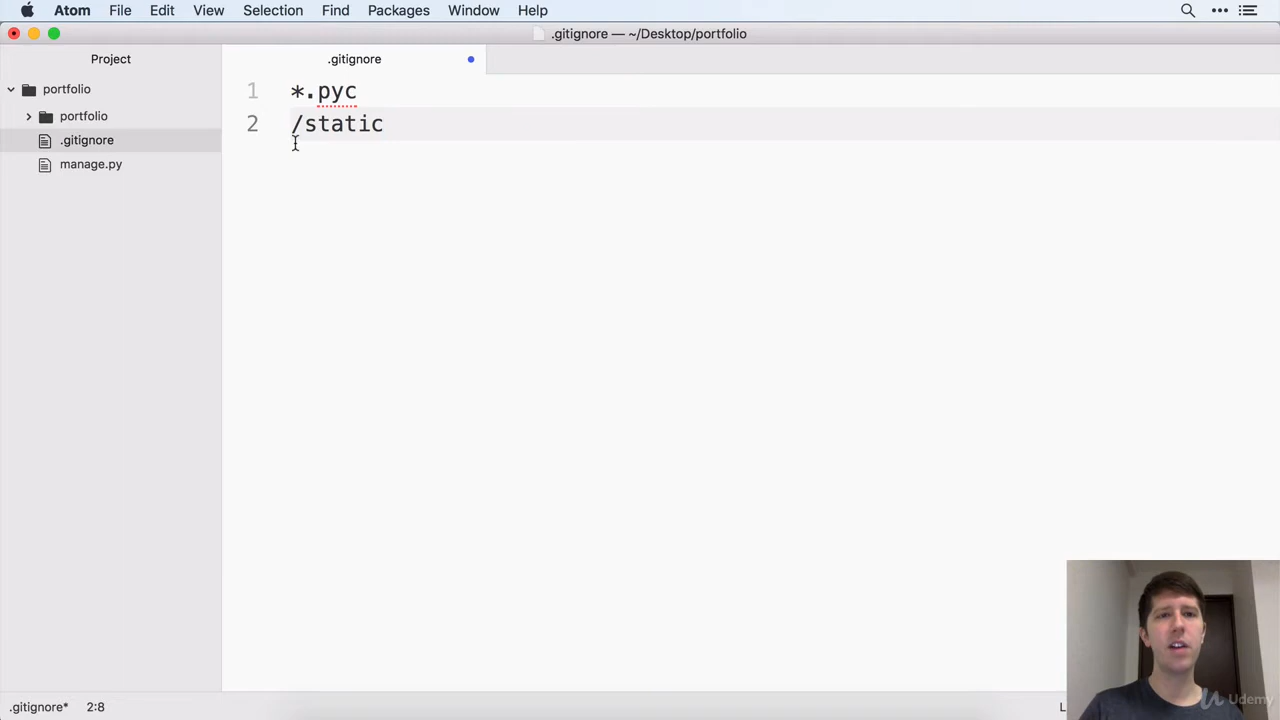 Atom File Edit View Selection Find Packages Window Help
.gitignore — ~/Desktop/portfolio
Project
.gitignore
portfolio
portfolio
.gitignore
manage.py
1 *.pyc
2 /static
.gitignore* 2:8
L
Udemy